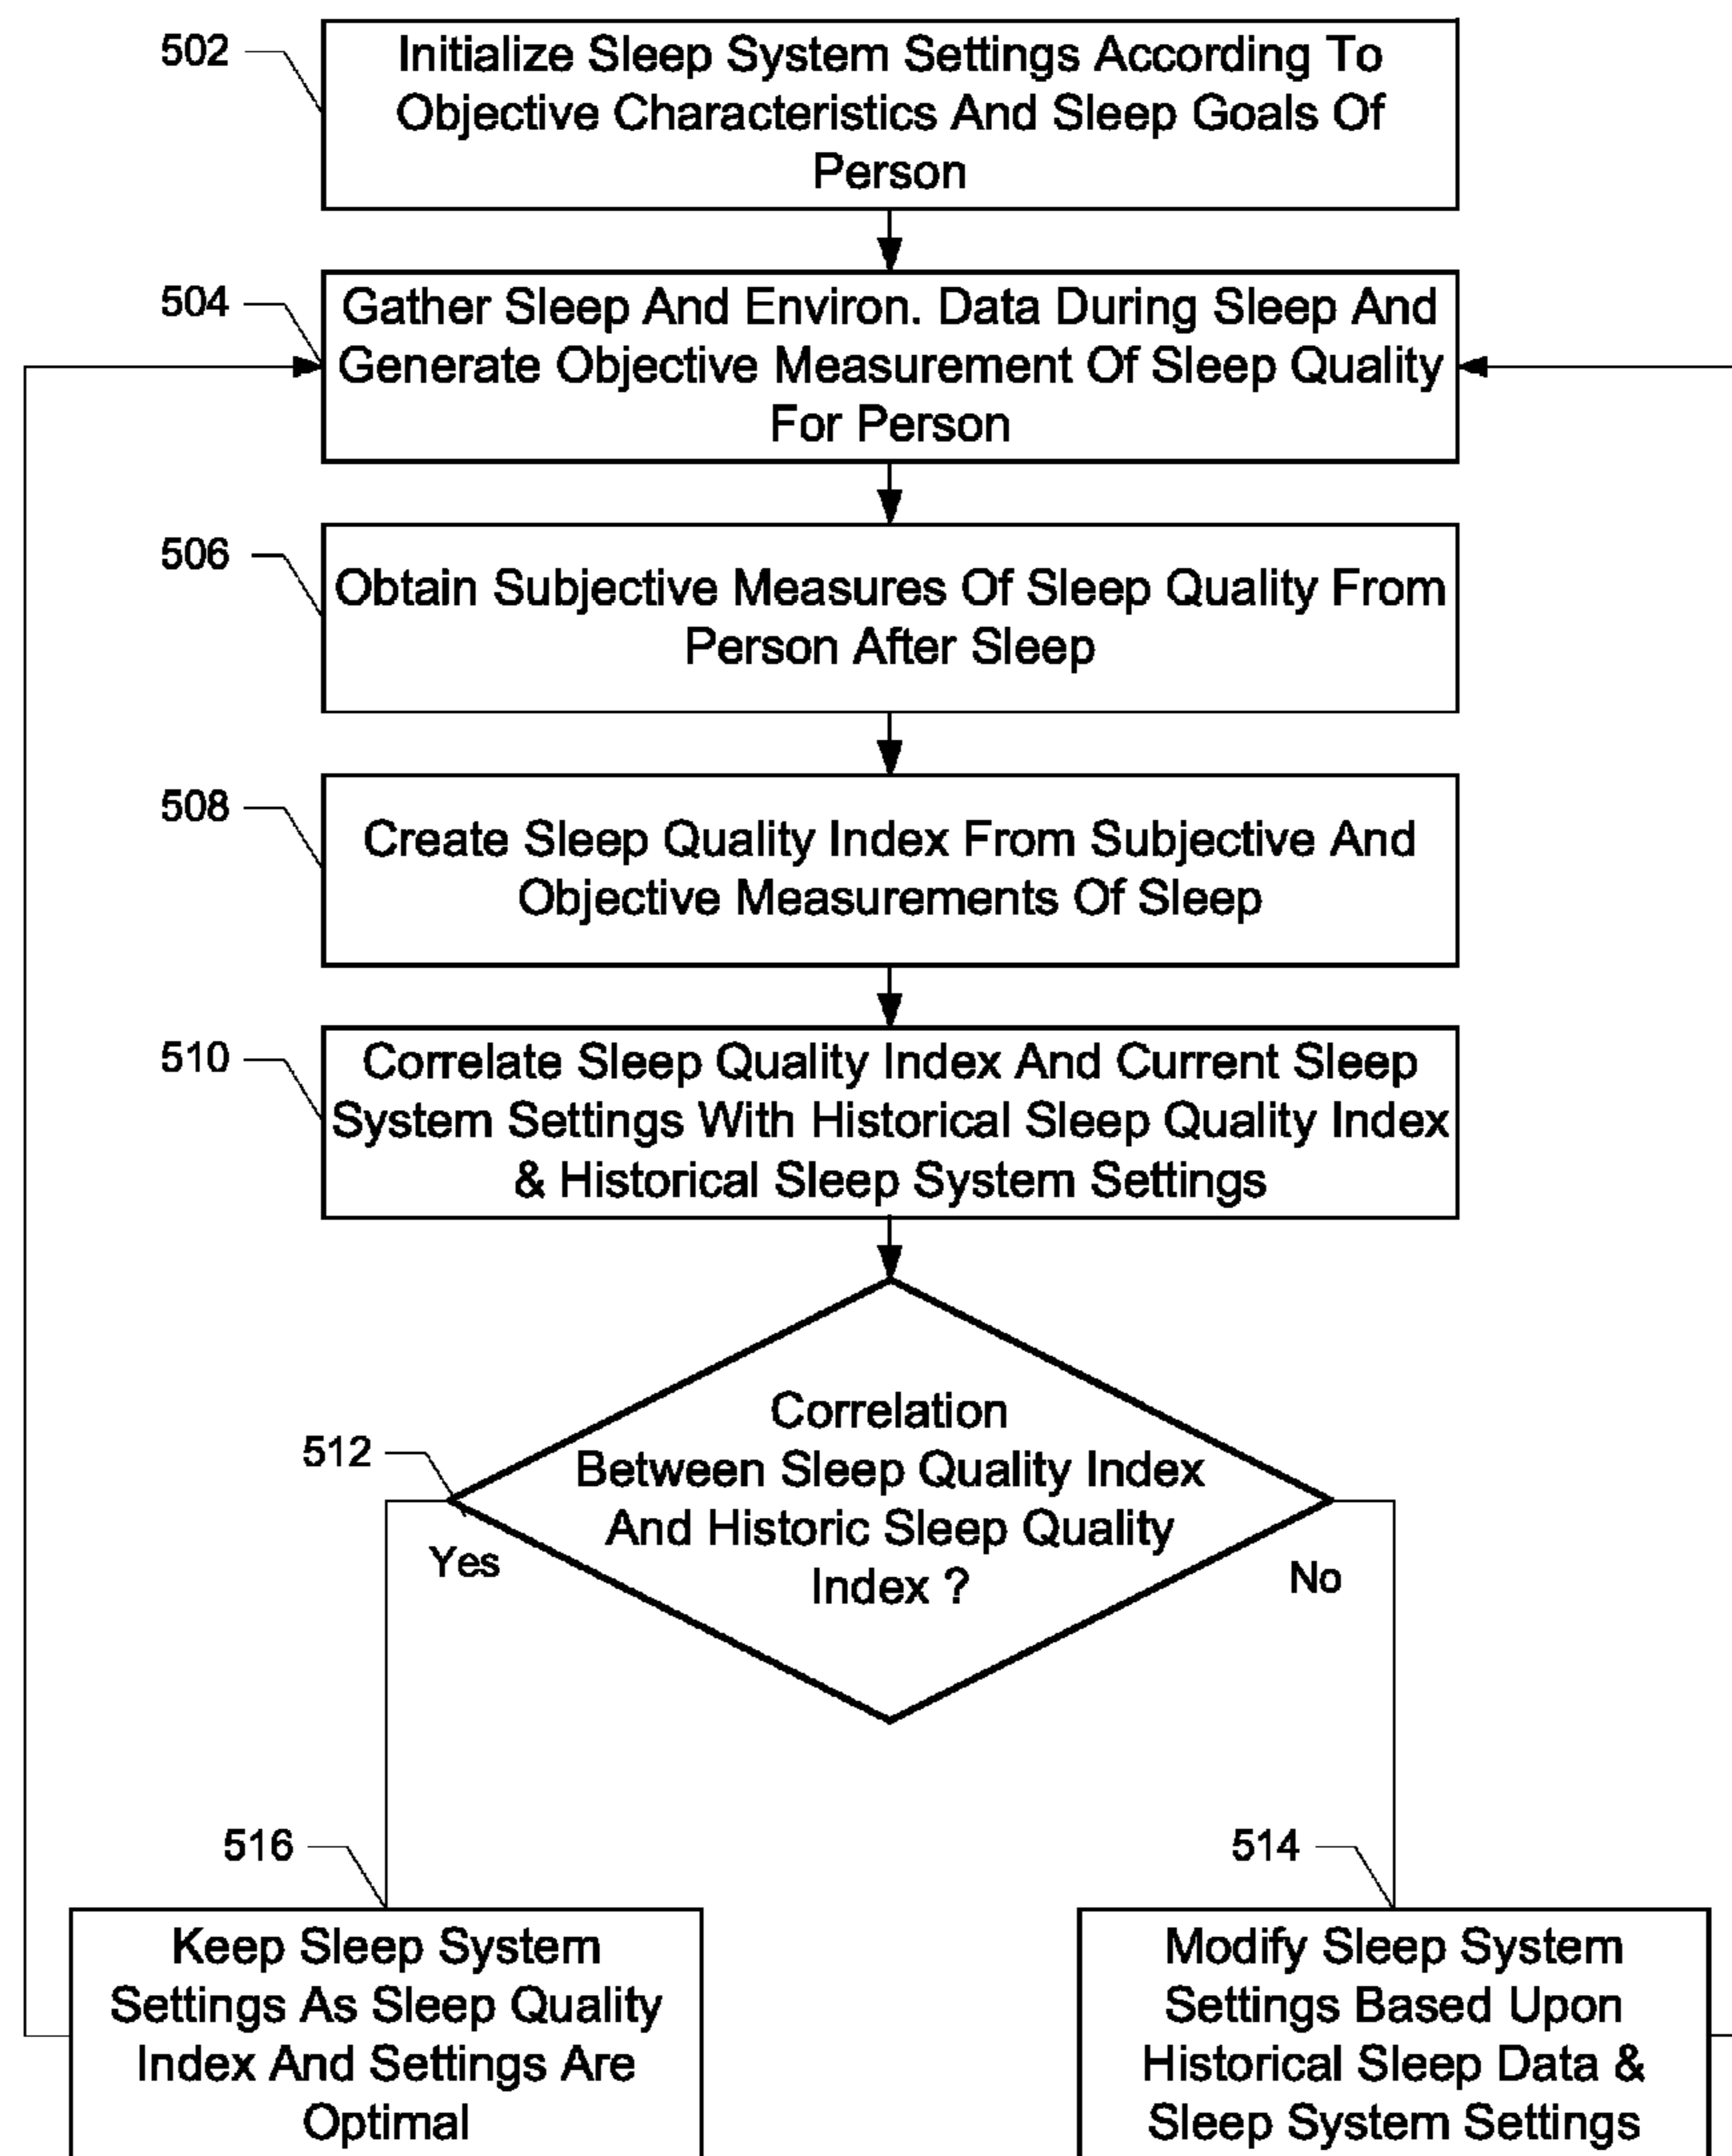 502
Initialize Sleep System Settings According To
Objective Characteristics And Sleep Goals Of
Person
504
Gather Sleep And Environ. Data During Sleep And
Generate Objective Measurement Of Sleep Quality
For Person
506
Obtain Subjective Measures Of Sleep Quality From
Person After Sleep
508
Create Sleep Quality Index From Subjective And
Objective Measurements Of Sleep
510
Correlate Sleep Quality Index And Current Sleep
System Settings With Historical Sleep Quality Index
& Historical Sleep System Settings
512
Correlation
Between Sleep Quality Index
And Historic Sleep Quality
Index ?
Yes
No
516
Keep Sleep System
Settings As Sleep Quality
Index And Settings Are
Optimal
514
Modify Sleep System
Settings Based Upon
Historical Sleep Data &
Sleep System Settings